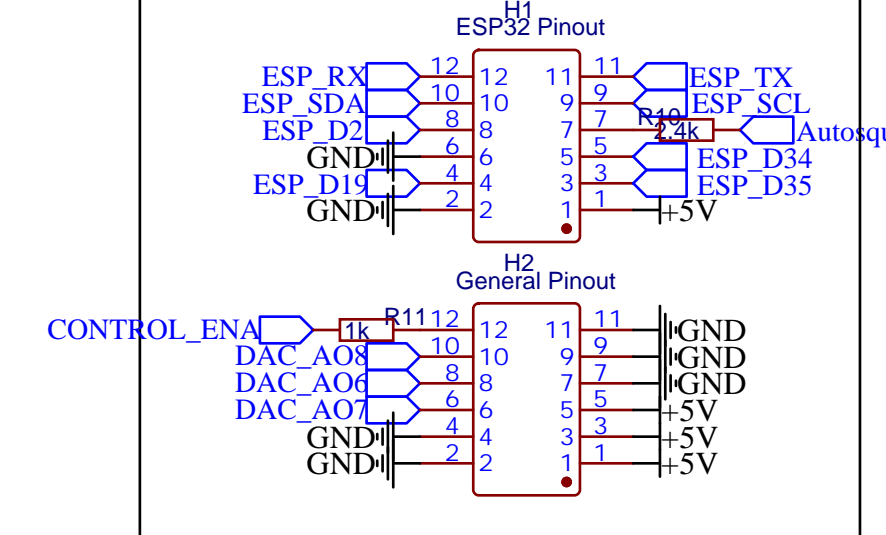 H1
ESP32 Pinout
ESP_RX 12 12 11 11 ESP_TX
ESP_SDA 10 10 9 9 ESP_SCL
ESP_D2 8 8 7 7 R10 2.4k Autosqu
GND 6 6 5 5 ESP_D34
ESP_D19 4 4 3 3 ESP_D35
GND 2 2 1 1 +5V
H2
General Pinout
CONTROL_ENA 1k R11 12 12 11 11 GND
DAC_AO8 10 10 9 9 GND
DAC_AO6 8 8 7 7 GND
DAC_AO7 6 6 5 5 +5V
GND 4 4 3 3 +5V
GND 2 2 1 1 +5V